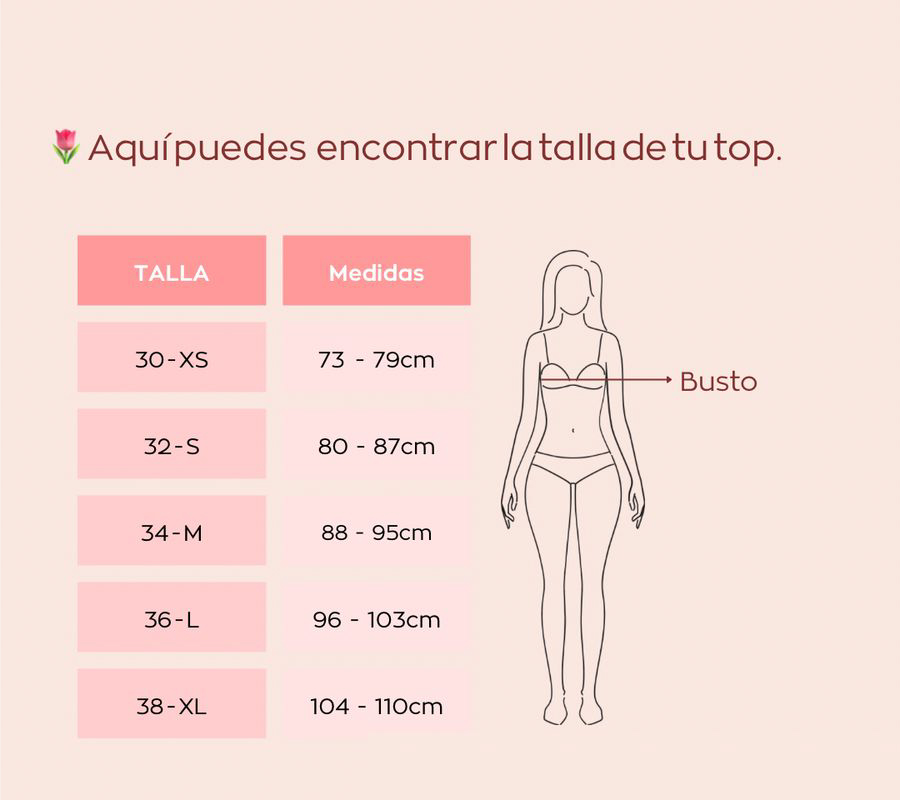 🌷 Aquí puedes encontrar la talla de tu top.
TALLA Medidas
30-XS 73 - 79cm
Busto
32-S 80 - 87cm
34-M 88 - 95cm
36-L 96 - 103cm
38-XL 104 - 110cm